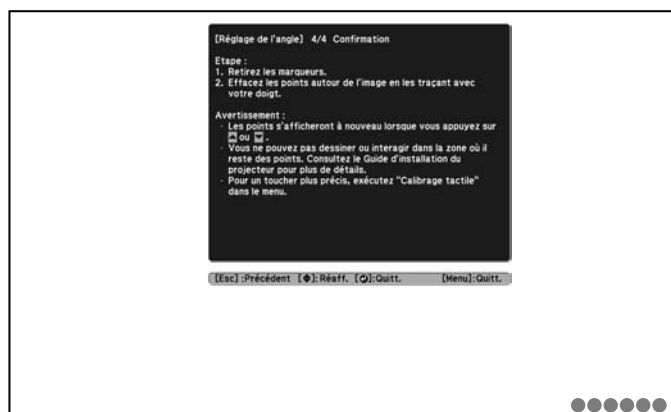 [Réglage de l'angle] 4/4 Confirmation
Etape :
1. Retirez les marqueurs.
2. Effacez les points autour de l'image en les traçant avec
votre doigt.
Avertissement :
· Les points s'afficheront à nouveau lorsque vous appuyez sur
▲ ou ▼ .
· Vous ne pouvez pas dessiner ou interagir dans la zone où il
reste des points. Consultez le Guide d'installation du
projecteur pour plus de détails.
· Pour un toucher plus précis, exécutez "Calibrage tactile"
dans le menu.
[Esc] :Précédent [◆]:Réaff. [⏎]:Quitt. [Menu]:Quitt.